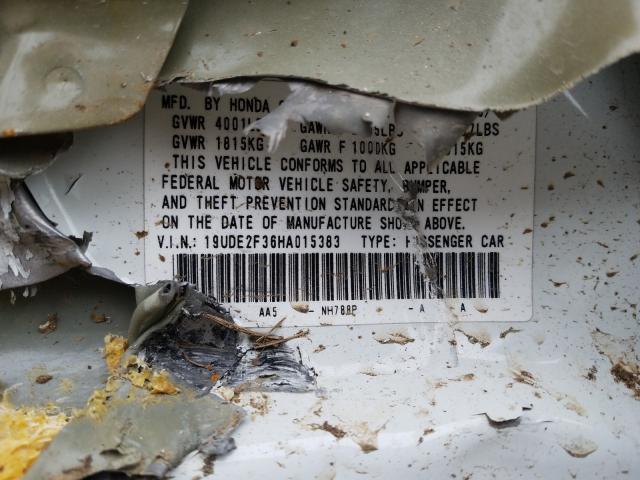 MFD. BY HONDA
GVWR 4001L LBS
GVWR 1815KG GAWR F 1000KG 15KG
THIS VEHICLE CONFORMS TO ALL APPLICABLE
FEDERAL MOTOR VEHICLE SAFETY, BUMPER,
AND THEFT PREVENTION STANDARDS IN EFFECT
ON THE DATE OF MANUFACTURE SHOWN ABOVE.
V.I.N.: 19UDE2F36HA015383 TYPE: PASSENGER CAR
AA5 - NH788P - A A